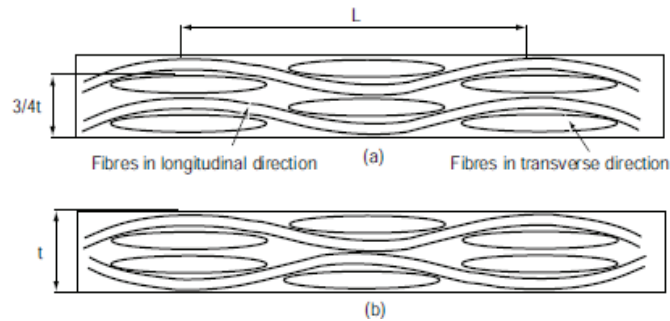 L
3/4t
Fibres in longitudinal direction
Fibres in transverse direction
(a)
t
(b)